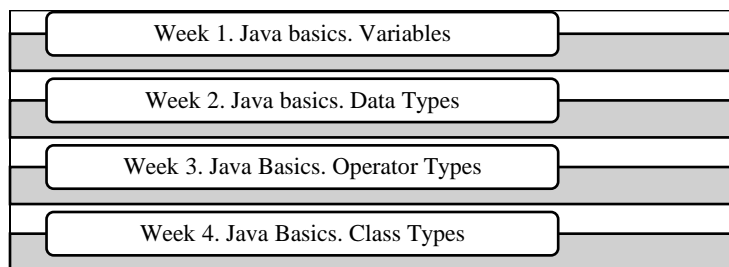 Week 1. Java basics. Variables
Week 2. Java basics. Data Types
Week 3. Java Basics. Operator Types
Week 4. Java Basics. Class Types